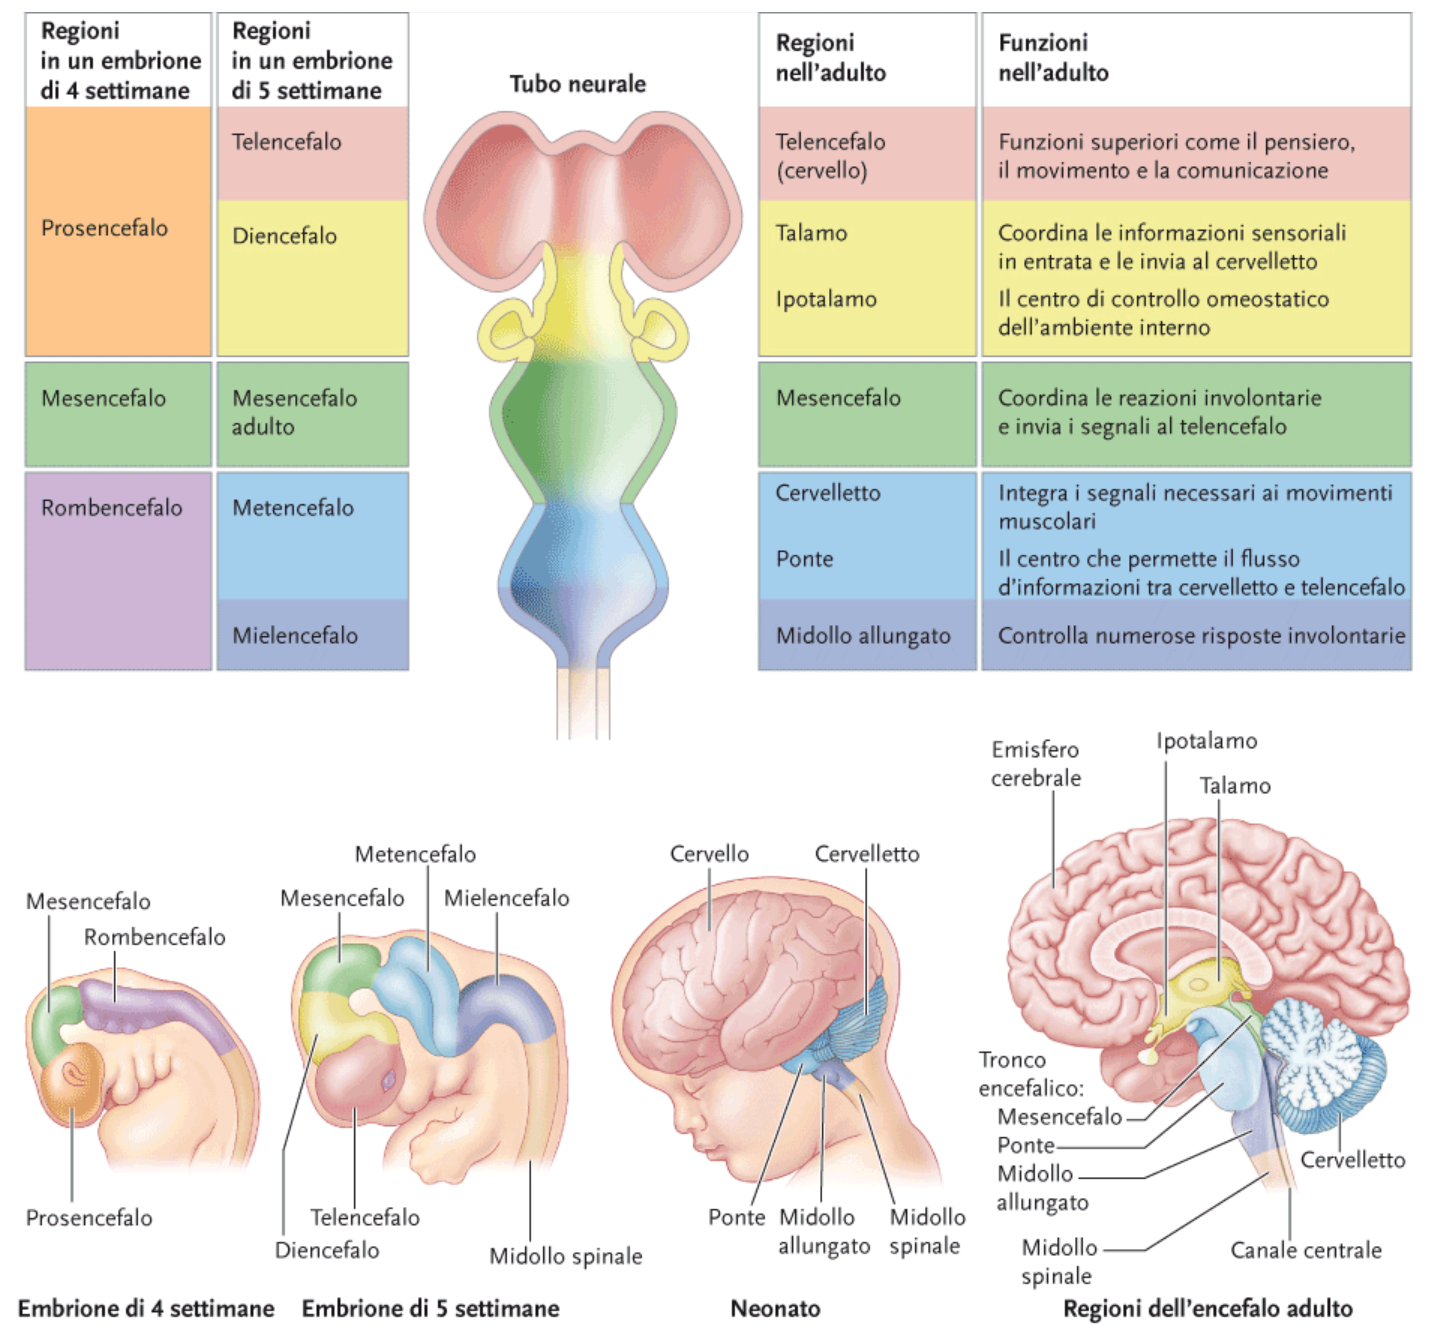 Regioni
in un embrione
di 4 settimane
Regioni
in un embrione
di 5 settimane
Tubo neurale
Regioni
nell'adulto
Funzioni
nell'adulto
Prosencefalo
Telencefalo
Diencefalo
Telencefalo
(cervello)
Funzioni superiori come il pensiero,
il movimento e la comunicazione
Talamo
Coordina le informazioni sensoriali
in entrata e le invia al cervelletto
Ipotalamo
Il centro di controllo omeostatico
dell'ambiente interno
Mesencefalo
Mesencefalo
adulto
Mesencefalo
Coordina le reazioni involontarie
e invia i segnali al telencefalo
Rombencefalo
Metencefalo
Cervelletto
Integra i segnali necessari ai movimenti
muscolari
Ponte
Il centro che permette il flusso
d'informazioni tra cervelletto e telencefalo
Mielencefalo
Midollo allungato
Controlla numerose risposte involontarie
Mesencefalo
Rombencefalo
Prosencefalo
Embrione di 4 settimane
Metencefalo
Mesencefalo
Mielencefalo
Telencefalo
Diencefalo
Midollo spinale
Embrione di 5 settimane
Cervello
Cervelletto
Ponte
Midollo
allungato
Midollo
spinale
Neonato
Emisfero
cerebrale
Ipotalamo
Talamo
Tronco
encefalico:
Mesencefalo
Ponte
Midollo
allungato
Midollo
spinale
Cervelletto
Canale centrale
Regioni dell'encefalo adulto